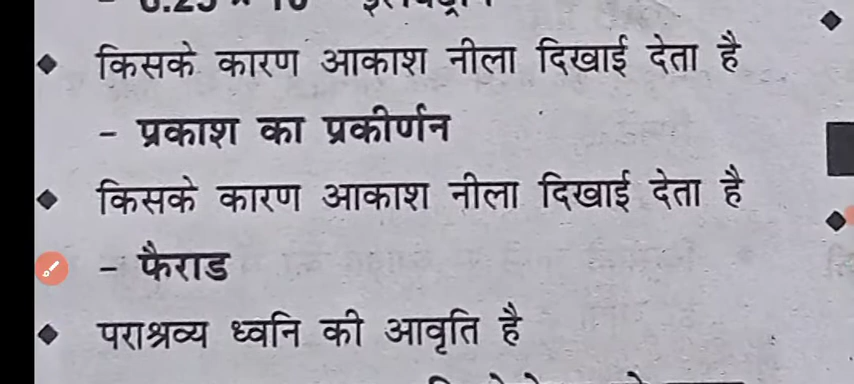 ◆ किसके कारण आकाश नीला दिखाई देता है
- प्रकाश का प्रकीर्णन
◆ किसके कारण आकाश नीला दिखाई देता है
- फैराड
◆ पराश्रव्य ध्वनि की आवृति है